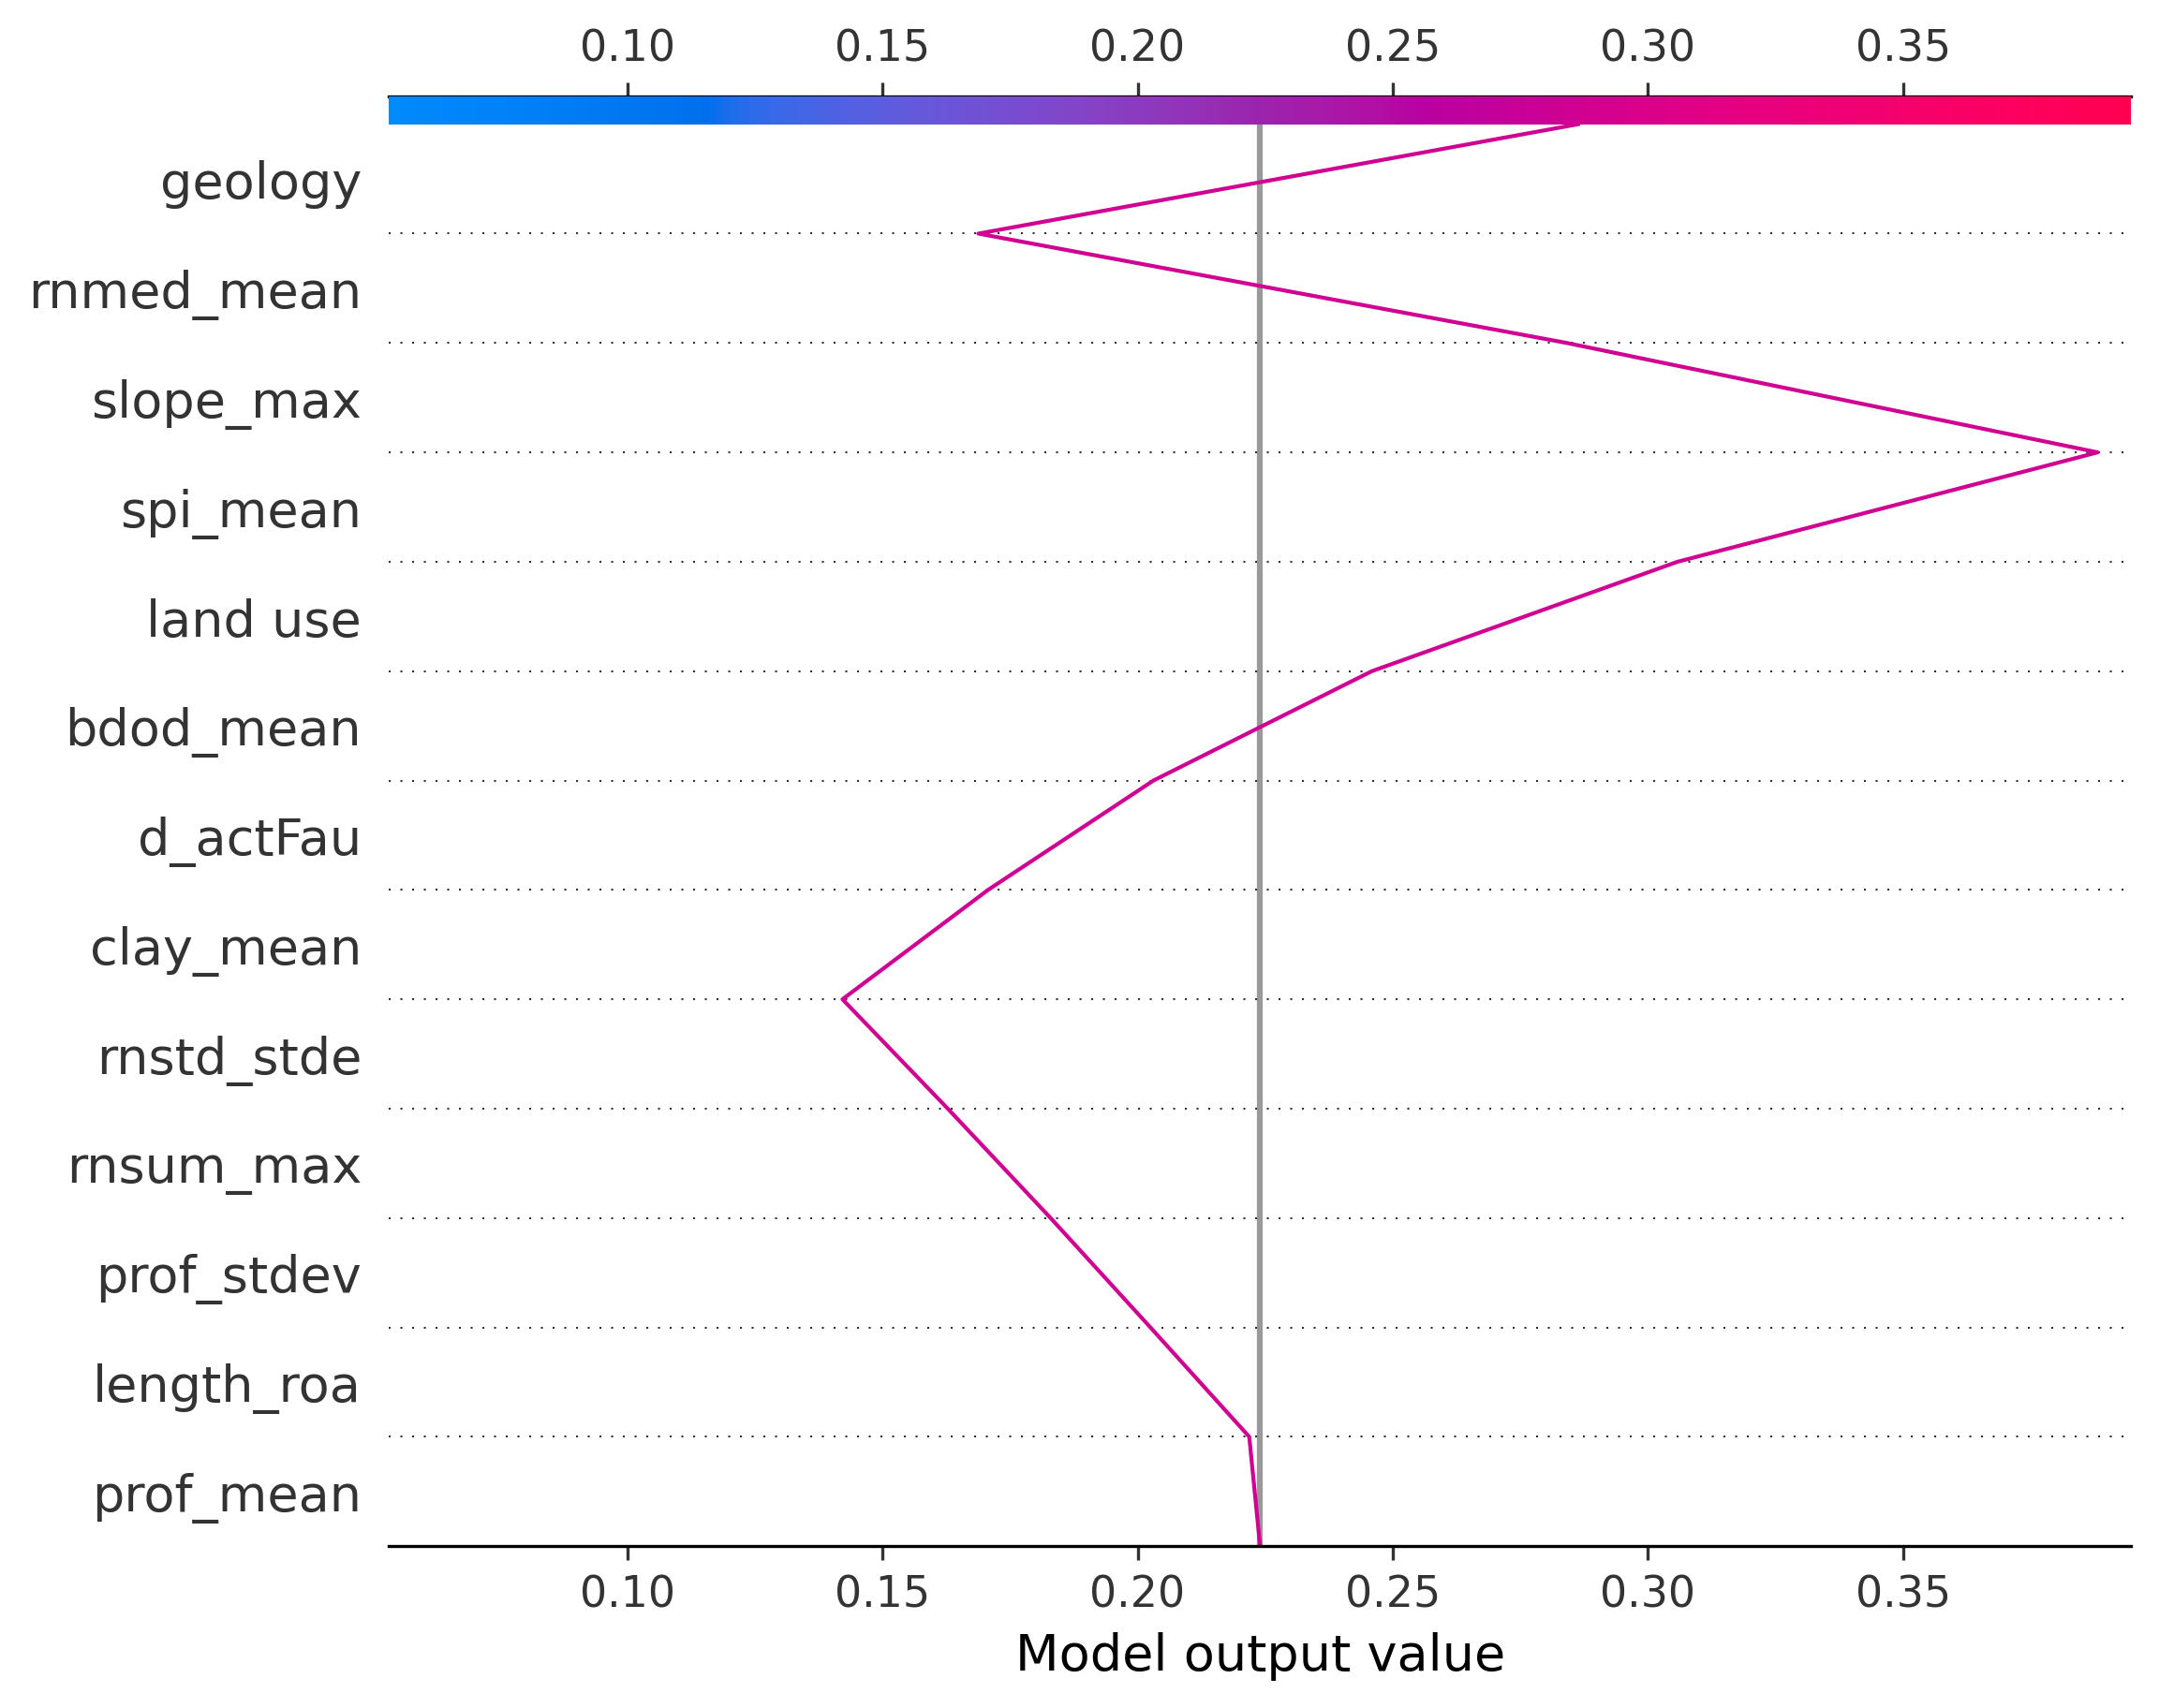 0.10 0.15 0.20 0.25 0.30 0.35
geology
rnmed_mean
slope_max
spi_mean
land use
bdod_mean
d_actFau
clay_mean
rnstd_stde
rnsum_max
prof_stdev
length_roa
prof_mean
0.10 0.15 0.20 0.25 0.30 0.35
Model output value